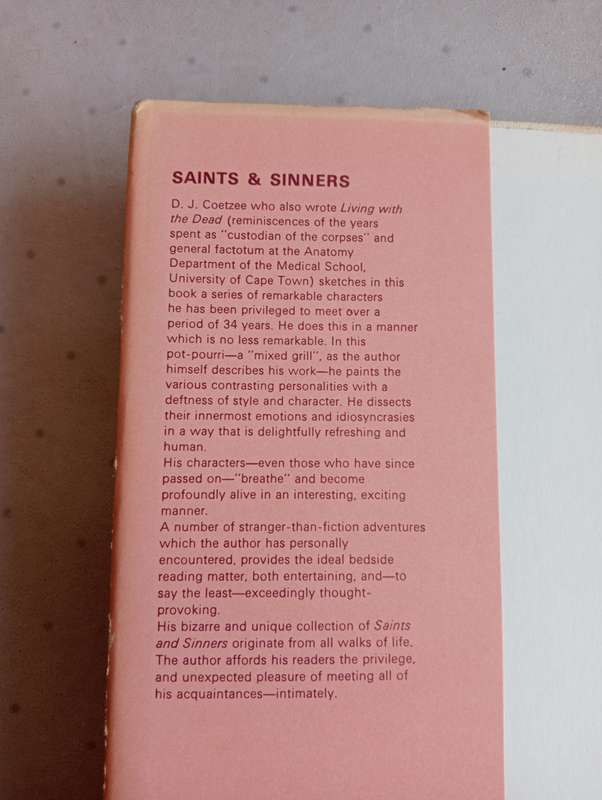 SAINTS & SINNERS
D. J. Coetzee who also wrote Living with
the Dead (reminiscences of the years
spent as "custodian of the corpses" and
general factotum at the Anatomy
Department of the Medical School,
University of Cape Town) sketches in this
book a series of remarkable characters
he has been privileged to meet over a
period of 34 years. He does this in a manner
which is no less remarkable. In this
pot-pourri—a "mixed grill", as the author
himself describes his work—he paints the
various contrasting personalities with a
deftness of style and character. He dissects
their innermost emotions and idiosyncrasies
in a way that is delightfully refreshing and
human.
His characters—even those who have since
passed on—"breathe" and become
profoundly alive in an interesting, exciting
manner.
A number of stranger-than-fiction adventures
which the author has personally
encountered, provides the ideal bedside
reading matter, both entertaining, and—to
say the least—exceedingly thought-
provoking.
His bizarre and unique collection of Saints
and Sinners originate from all walks of life.
The author affords his readers the privilege,
and unexpected pleasure of meeting all of
his acquaintances—intimately.